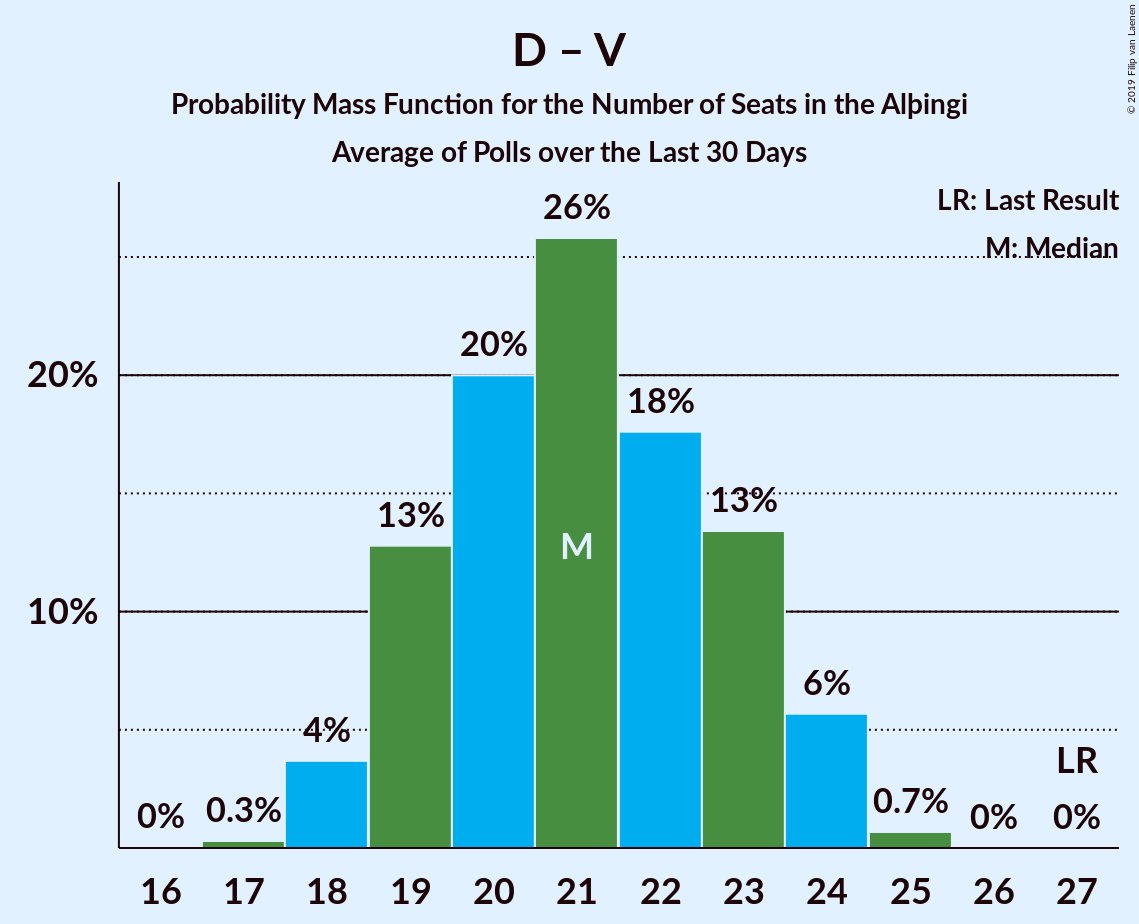 D – V
Probability Mass Function for the Number of Seats in the Alþingi
Average of Polls over the Last 30 Days
© 2019 Filip van Laenen
LR: Last Result
M: Median
26%
20%
20%
18%
13%
13%
M
10%
6%
4%
LR
0%
0.3%
0.7%
0%
0%
16 17 18 19 20 21 22 23 24 25 26 27